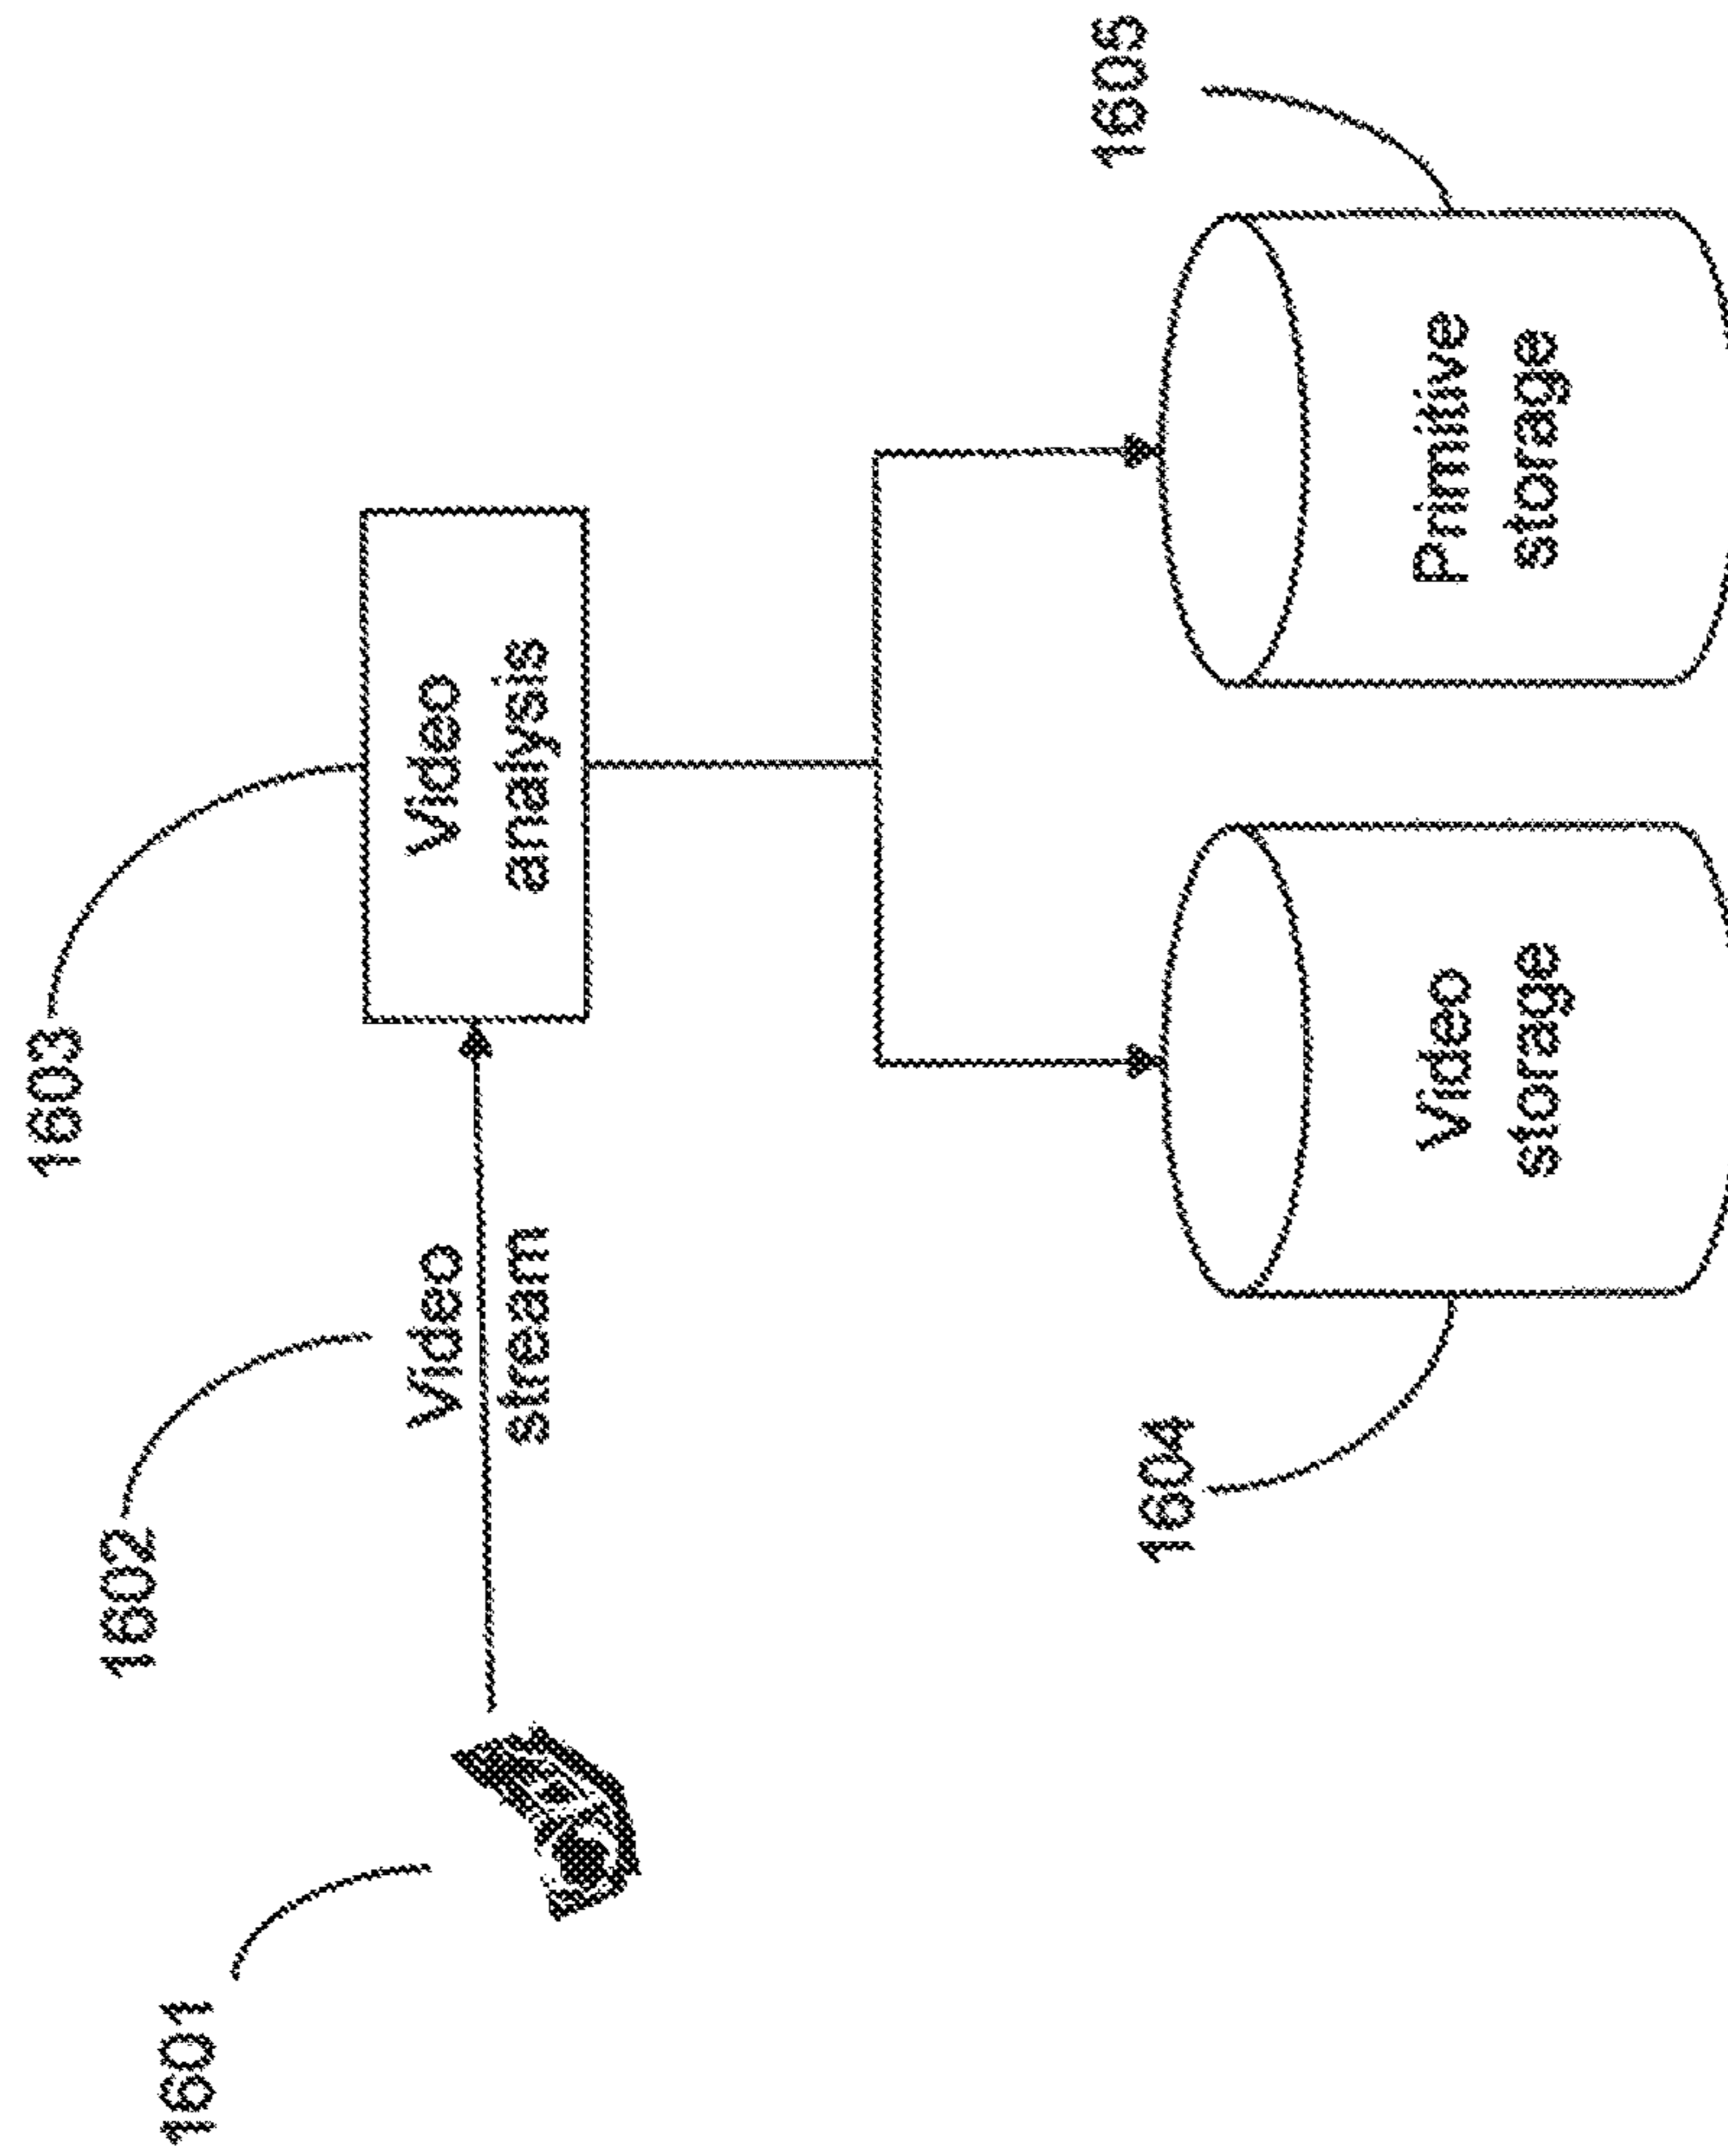 1601
1602
1603
Video
stream
Video
analysis
1604
1605
Video
storage
Primitive
storage